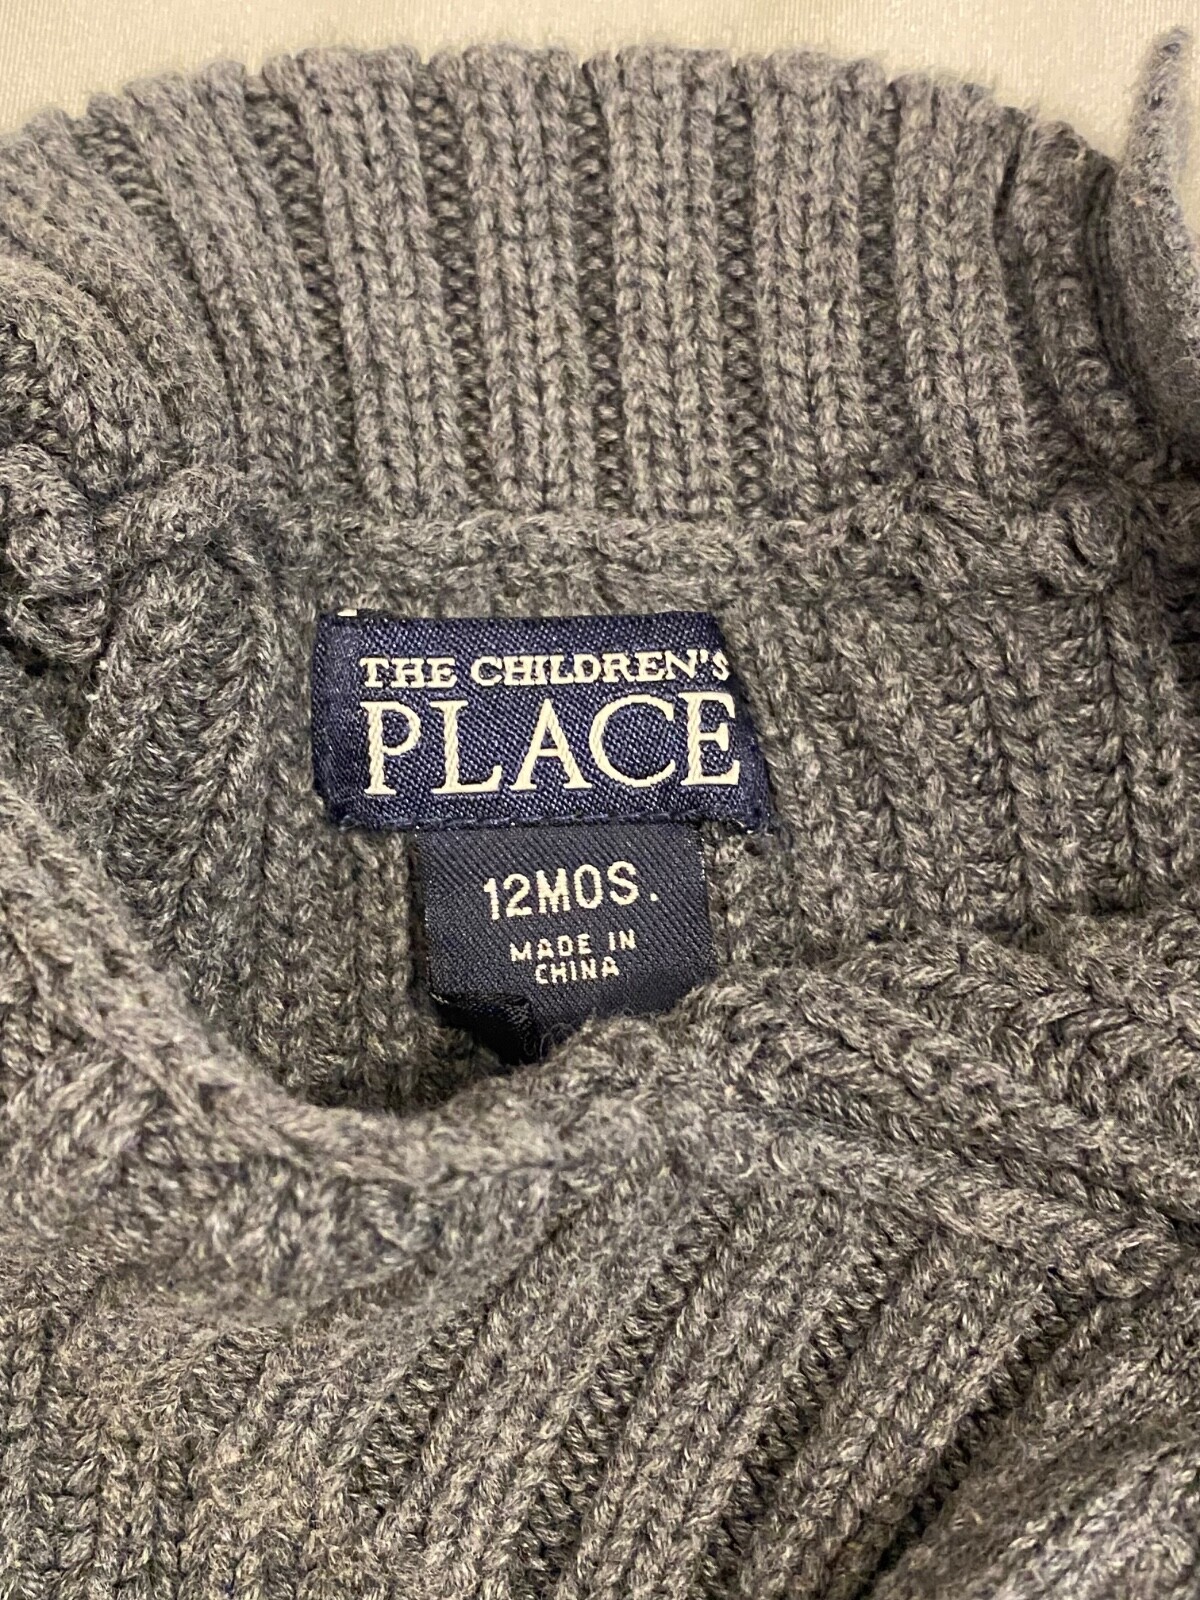 THE CHILDREN'S
PLACE
12MOS.
MADE IN
CHINA